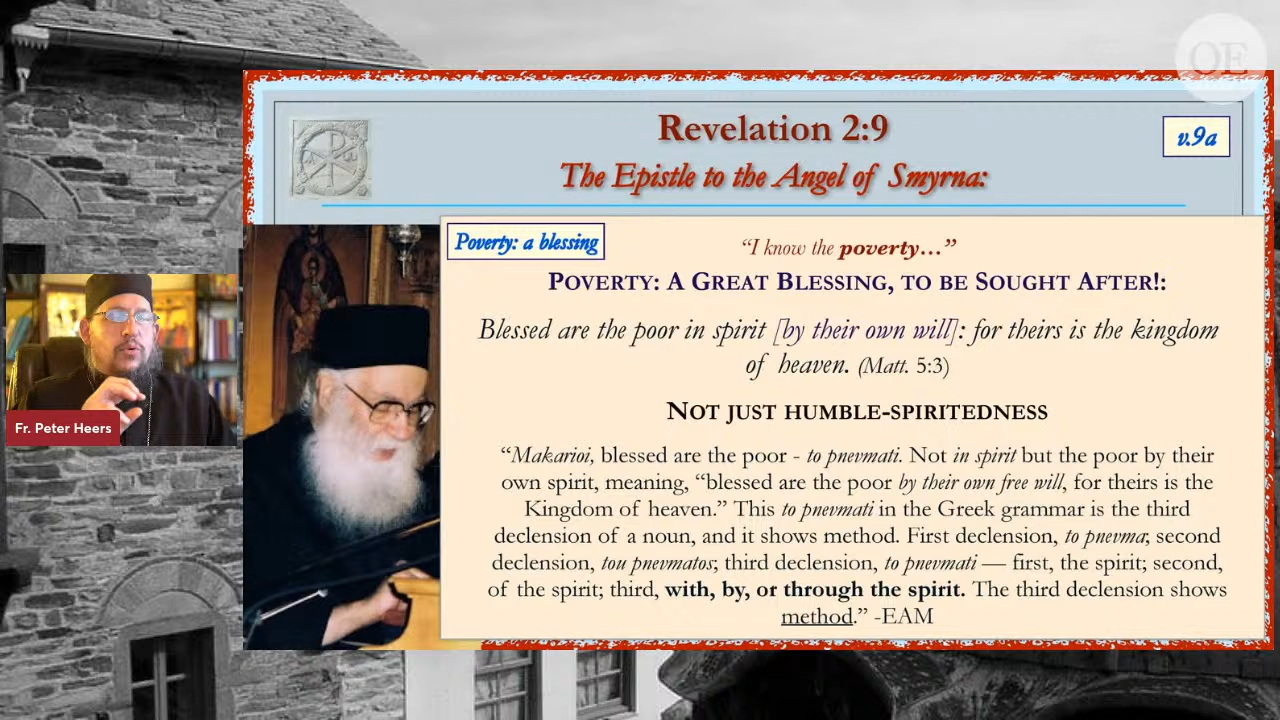 OE
Revelation 2:9
v.9a
The Epistle to the Angel of Smyrna:
Poverty: a blessing
“I know the poverty…”
POVERTY: A GREAT BLESSING, TO BE SOUGHT AFTER!:
Blessed are the poor in spirit [by their own will]: for theirs is the kingdom
of heaven. (Matt. 5:3)
NOT JUST HUMBLE-SPIRITEDNESS
“Makarioi, blessed are the poor - to pnevmati. Not in spirit but the poor by their
own spirit, meaning, “blessed are the poor by their own free will, for theirs is the
Kingdom of heaven.” This to pnevmati in the Greek grammar is the third
declension of a noun, and it shows method. First declension, to pnevma; second
declension, tou pnevmatos; third declension, to pnevmati — first, the spirit; second,
of the spirit; third, with, by, or through the spirit. The third declension shows
method.” -EAM
Fr. Peter Heers